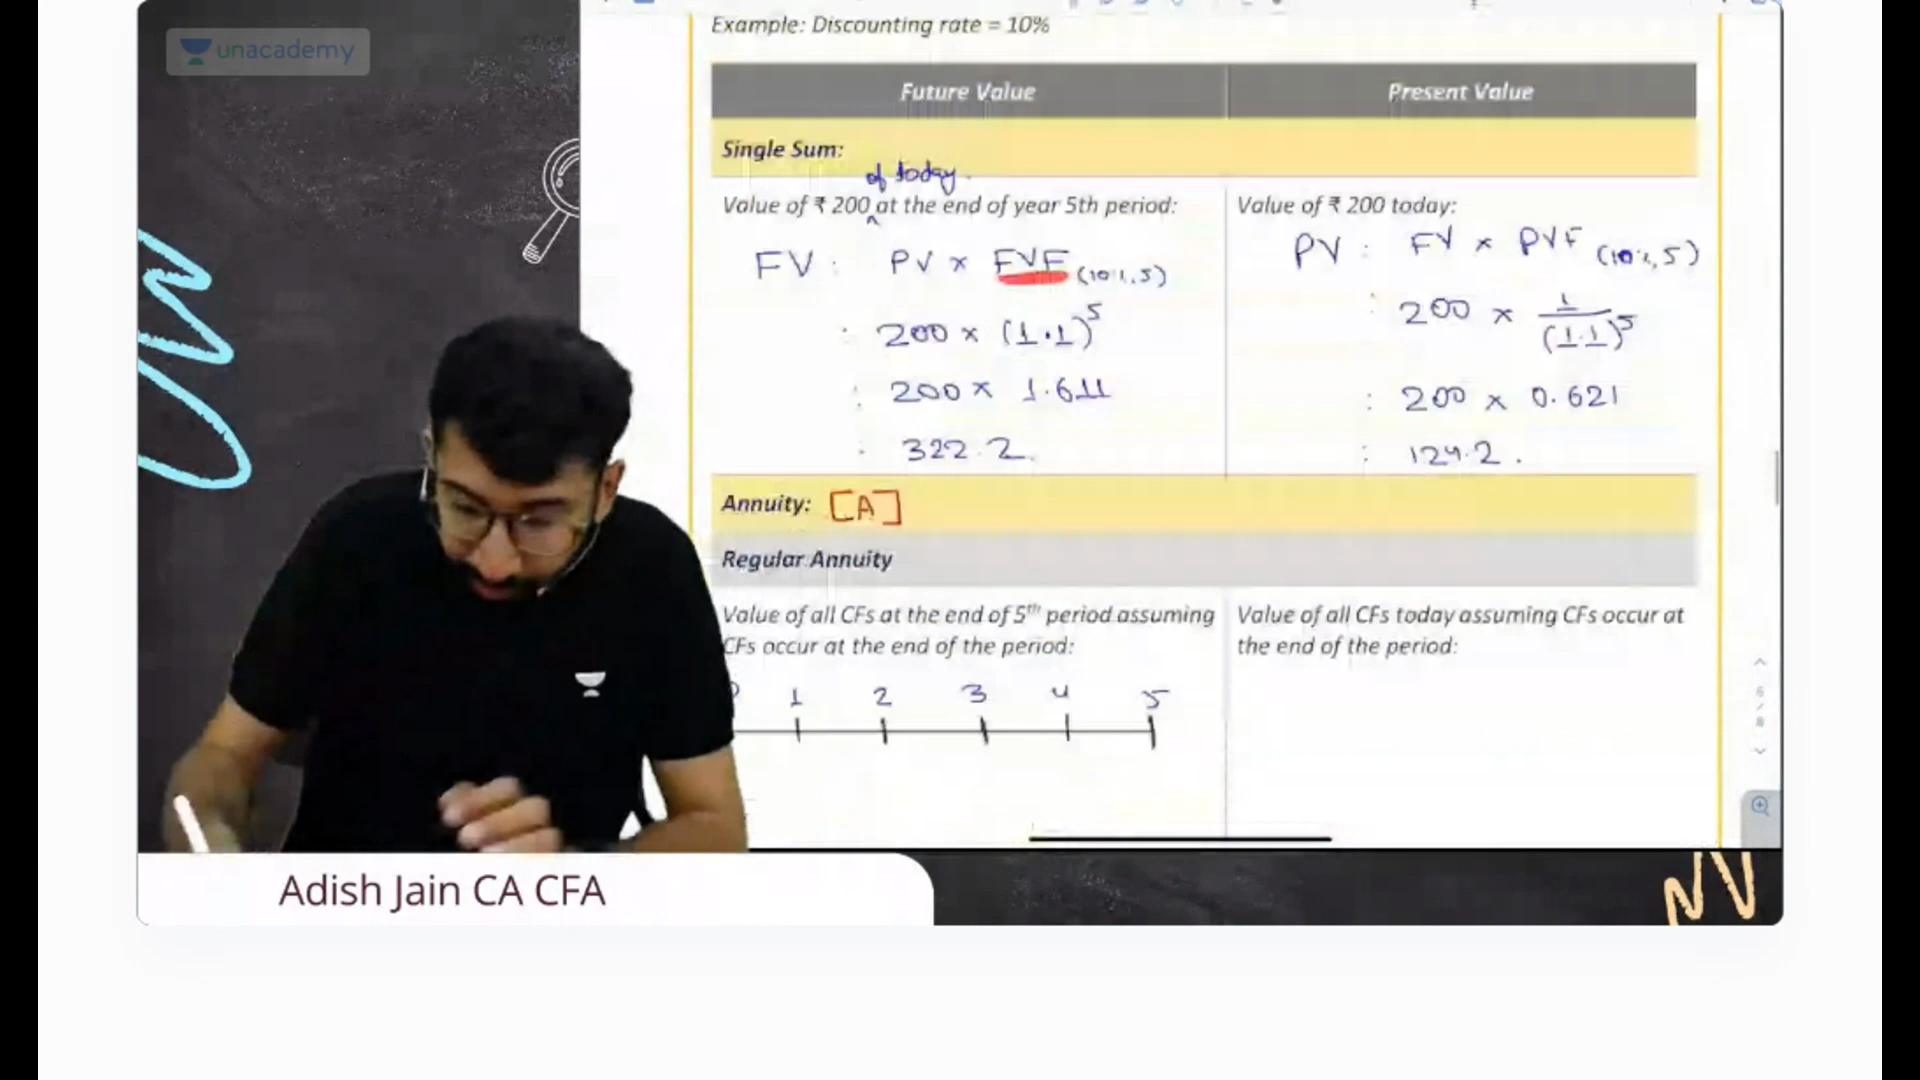 unacademy
Example: Discounting rate = 10%
Future Value
Present Value
Single Sum:
of today.
Value of ₹ 200 at the end of year 5th period:
FV : PV × FVF (10%, 5)
: 200 × (1.1)⁵
: 200 × 1.611
: 322.2
Value of ₹ 200 today:
PV : FV × PVF (10%, 5)
: 200 × 1/(1.1)⁵
: 200 × 0.621
: 124.2.
Annuity: [A]
Regular Annuity
Value of all CFs at the end of 5th period assuming
CFs occur at the end of the period:
1 2 3 4 5
Value of all CFs today assuming CFs occur at
the end of the period:
6
/
8
Adish Jain CA CFA